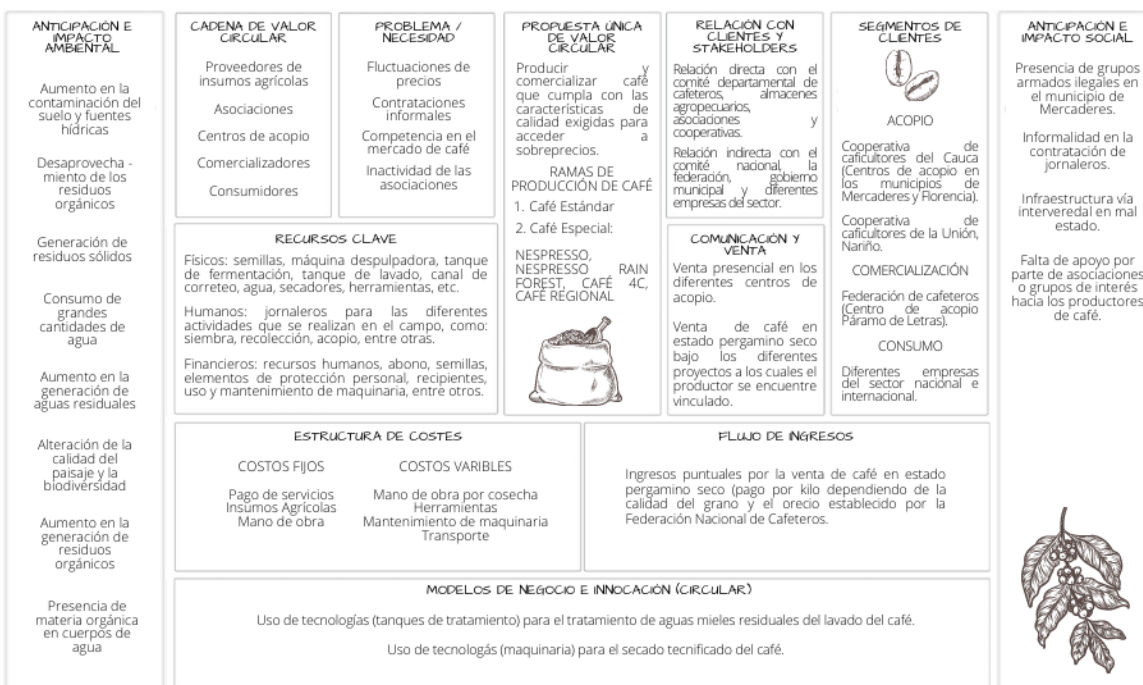 ANTICIPACIÓN E
IMPACTO
AMBIENTAL
Aumento en la
contaminación del
suelo y fuentes
hídricas
Desaprovecha -
miento de los
residuos
orgánicos
Generación de
residuos sólidos
Consumo de
grandes
cantidades de
agua
Aumento en la
generación de
aguas residuales
Alteración de la
calidad del
paisaje y la
biodiversidad
Aumento en la
generación de
residuos
orgánicos
Presencia de
materia orgánica
en cuerpos de
agua
CADENA DE VALOR
CIRCULAR
Proveedores de
insumos agrícolas
Asociaciones
Centros de acopio
Comercializadores
Consumidores
PROBLEMA /
NECESIDAD
Fluctuaciones de
precios
Contrataciones
informales
Competencia en el
mercado de café
Inactividad de las
asociaciones
RECURSOS CLAVE
Físicos: semillas, máquina despulpadora, tanque
de fermentación, tanque de lavado, canal de
correteo, agua, secadores, herramientas, etc.
Humanos: jornaleros para las diferentes
actividades que se realizan en el campo, como:
siembra, recolección, acopio, entre otras.
Financieros: recursos humanos, abono, semillas,
elementos de protección personal, recipientes,
uso y mantenimiento de maquinaria, entre otros.
PROPUESTA ÚNICA
DE VALOR
CIRCULAR
Producir y
comercializar café
que cumpla con las
características de
calidad exigidas para
acceder a
sobreprecios.
RAMAS DE
PRODUCCIÓN DE CAFÉ
1. Café Estándar
2. Café Especial:
NESPRESSO,
NESPRESSO RAIN
FOREST, CAFÉ 4C,
CAFÉ REGIONAL
RELACIÓN CON
CLIENTES Y
STAKEHOLDERS
Relación directa con el
comité departamental de
cafeteros, almacenes
agropecuarios,
asociaciones y
cooperativas.
Relación indirecta con el
comité nacional, la
federación, gobierno
municipal y diferentes
empresas del sector.
COMUNICACIÓN Y
VENTA
Venta presencial en los
diferentes centros de
acopio.
Venta de café en
estado pergamino seco
bajo los diferentes
proyectos a los cuales el
productor se encuentre
vinculado.
SEGMENTOS DE
CLIENTES
ACOPIO
Cooperativa de
caficultores del Cauca
(Centros de acopio en
los municipios de
Mercaderes y Florencia).
Cooperativa de
caficultores de la Unión,
Nariño.
COMERCIALIZACIÓN
Federación de cafeteros
(Centro de acopio
Páramo de Letras).
CONSUMO
Diferentes empresas
del sector nacional e
internacional.
ANTICIPACIÓN E
IMPACTO SOCIAL
Presencia de grupos
armados ilegales en
el municipio de
Mercaderes.
Informalidad en la
contratación de
jornaleros.
Infraestructura vía
interveredal en mal
estado.
Falta de apoyo por
parte de asociaciones
o grupos de interés
hacia los productores
de café.
ESTRUCTURA DE COSTES
COSTOS FIJOS
Pago de servicios
Insumos Agrícolas
Mano de obra
COSTOS VARIBLES
Mano de obra por cosecha
Herramientas
Mantenimiento de maquinaria
Transporte
FLUJO DE INGRESOS
Ingresos puntuales por la venta de café en estado
pergamino seco (pago por kilo dependiendo de la
calidad del grano y el orecio establecido por la
Federación Nacional de Cafeteros.
MODELOS DE NEGOCIO E INNOCACIÓN (CIRCULAR)
Uso de tecnologías (tanques de tratamiento) para el tratamiento de aguas mieles residuales del lavado del café.
Uso de tecnologás (maquinaria) para el secado tecnificado del café.